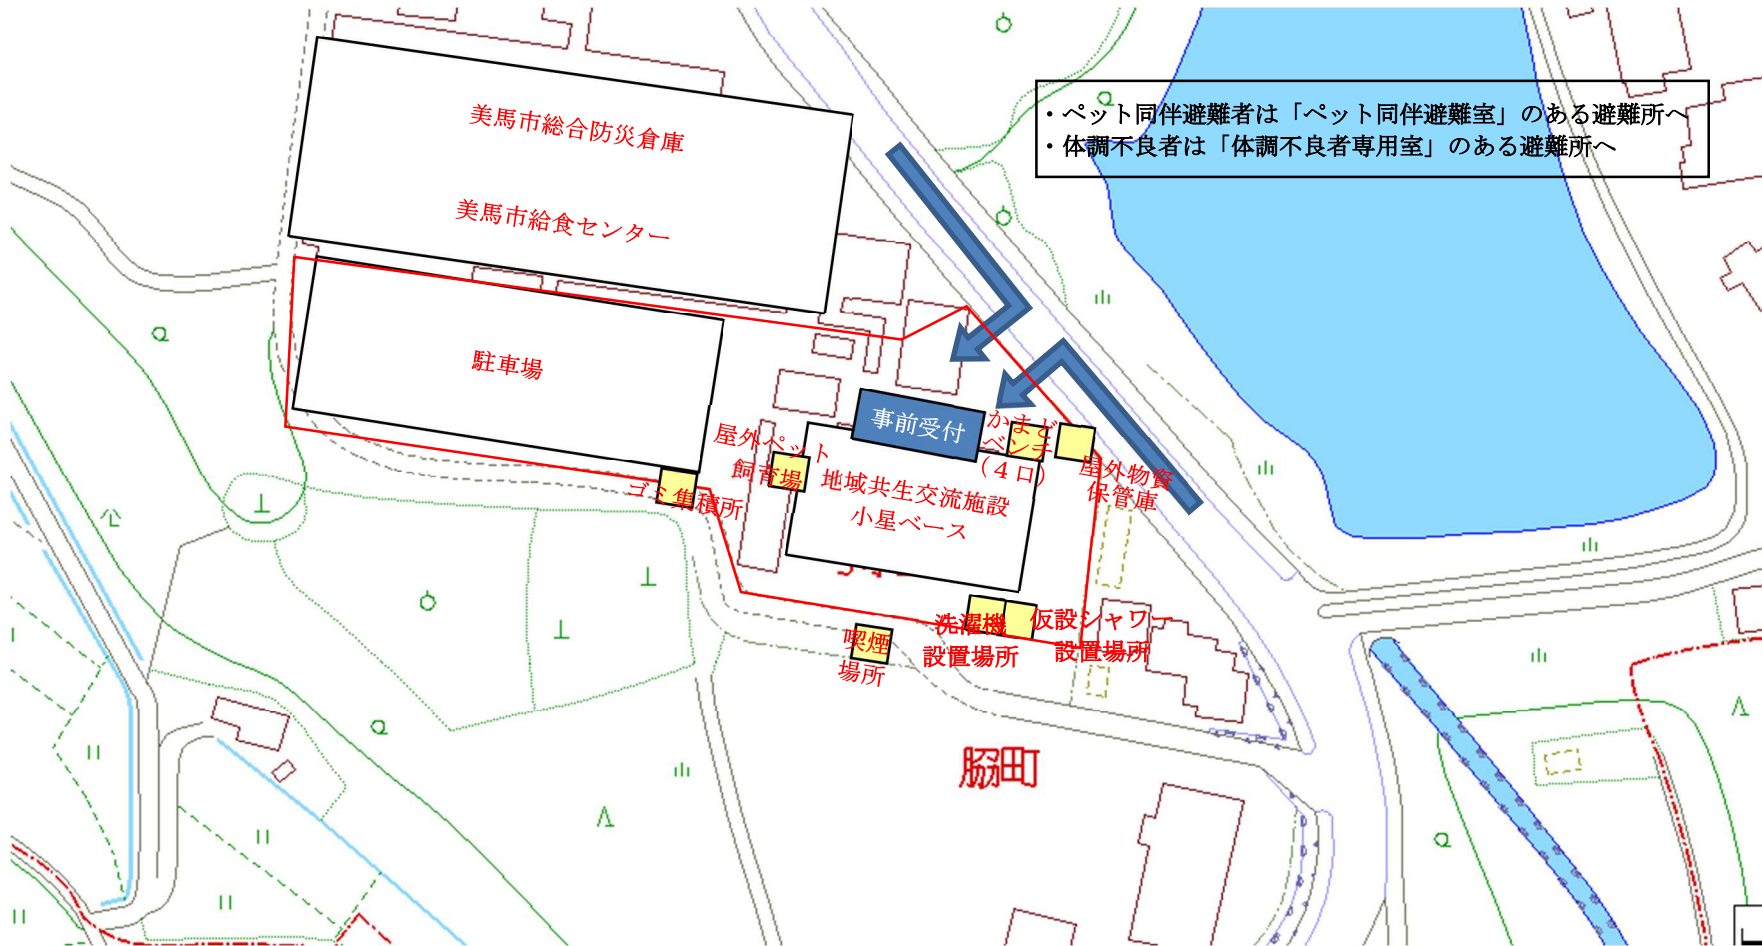 ・ペット同伴避難者は「ペット同伴避難室」のある避難所へ
・体調不良者は「体調不良者専用室」のある避難所へ
美馬市総合防災倉庫
美馬市給食センター
駐車場
事前受付
かまど
ベンチ
（４口）
屋外物資
保管庫
屋外ペット
飼育場
ゴミ集積所
地域共生交流施設
小星ベース
洗濯機
設置場所
仮設シャワー
設置場所
喫煙
場所
脇町